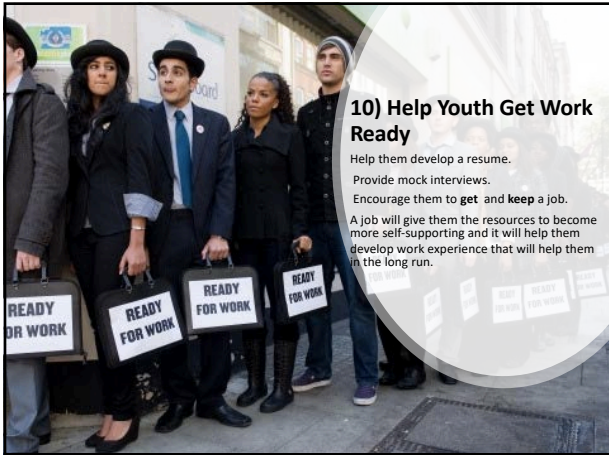 10) Help Youth Get Work
Ready
Help them develop a resume.
Provide mock interviews.
Encourage them to get and keep a job.
A job will give them the resources to become
more self-supporting and it will help them
develop work experience that will help them
in the long run.
READY
OR WORK
READY
FOR WORK
READY
FOR WORK
READY
FOR WORK
FOR WORK